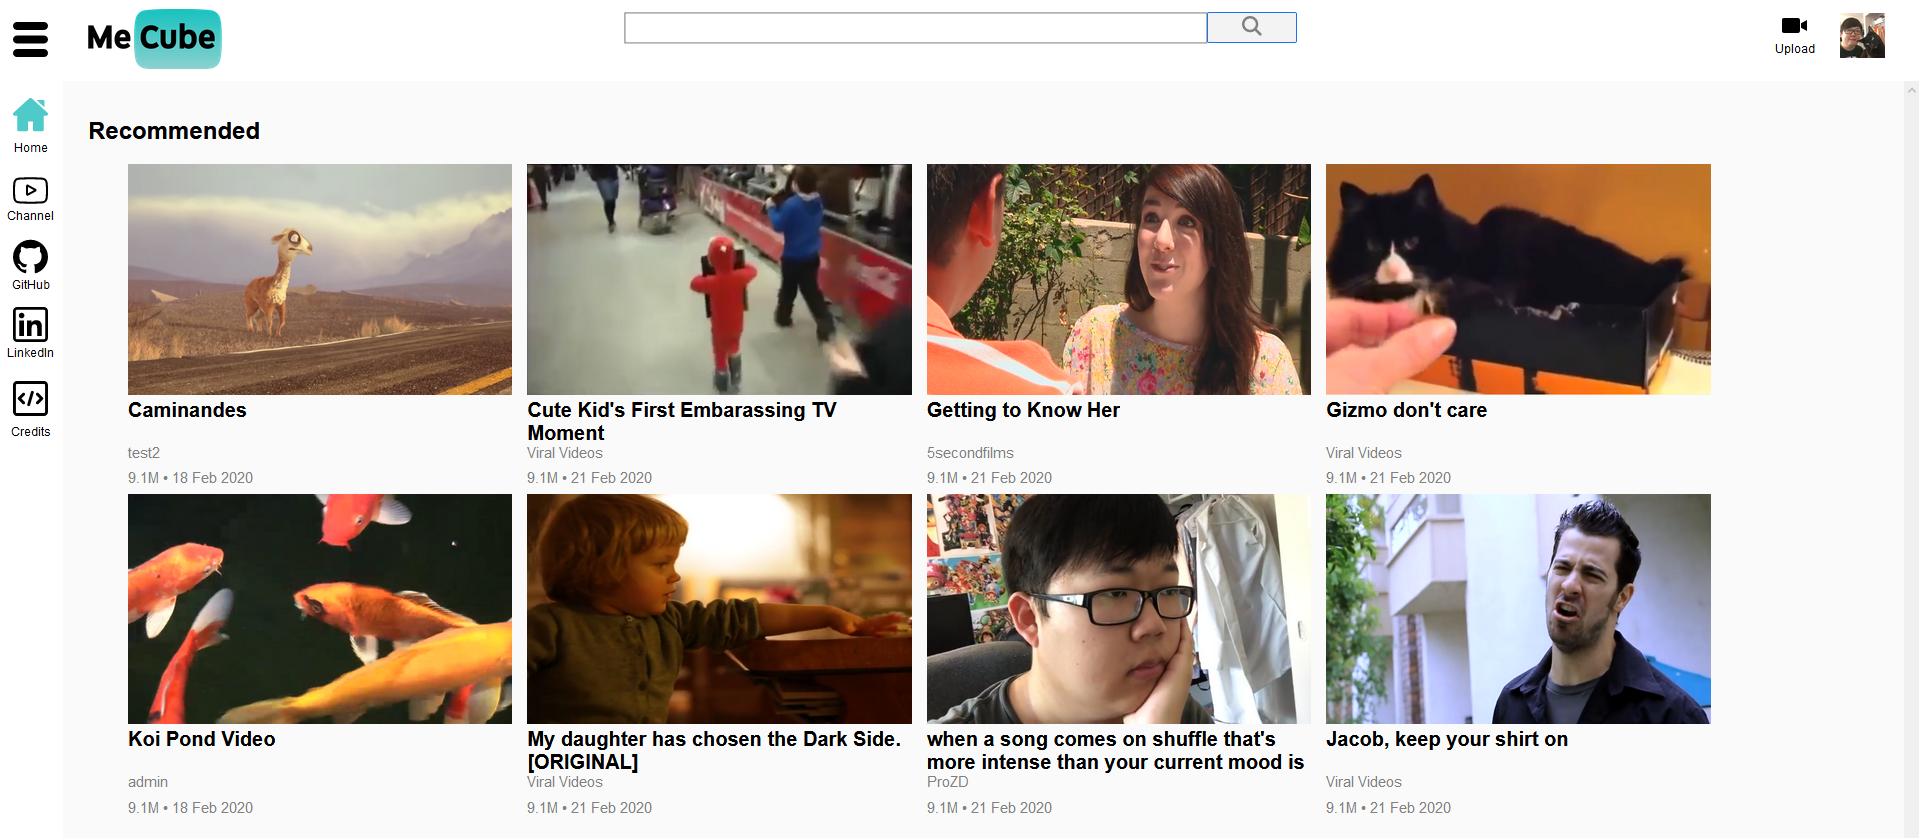 Me Cube
Upload
Home
Channel
GitHub
LinkedIn
Credits
Recommended
Caminandes
test2
9.1M • 18 Feb 2020
Cute Kid's First Embarassing TV
Moment
Viral Videos
9.1M • 21 Feb 2020
Getting to Know Her
5secondfilms
9.1M • 21 Feb 2020
Gizmo don't care
Viral Videos
9.1M • 21 Feb 2020
Koi Pond Video
admin
9.1M • 18 Feb 2020
My daughter has chosen the Dark Side.
[ORIGINAL]
Viral Videos
9.1M • 21 Feb 2020
when a song comes on shuffle that's
more intense than your current mood is
ProZD
9.1M • 21 Feb 2020
Jacob, keep your shirt on
Viral Videos
9.1M • 21 Feb 2020